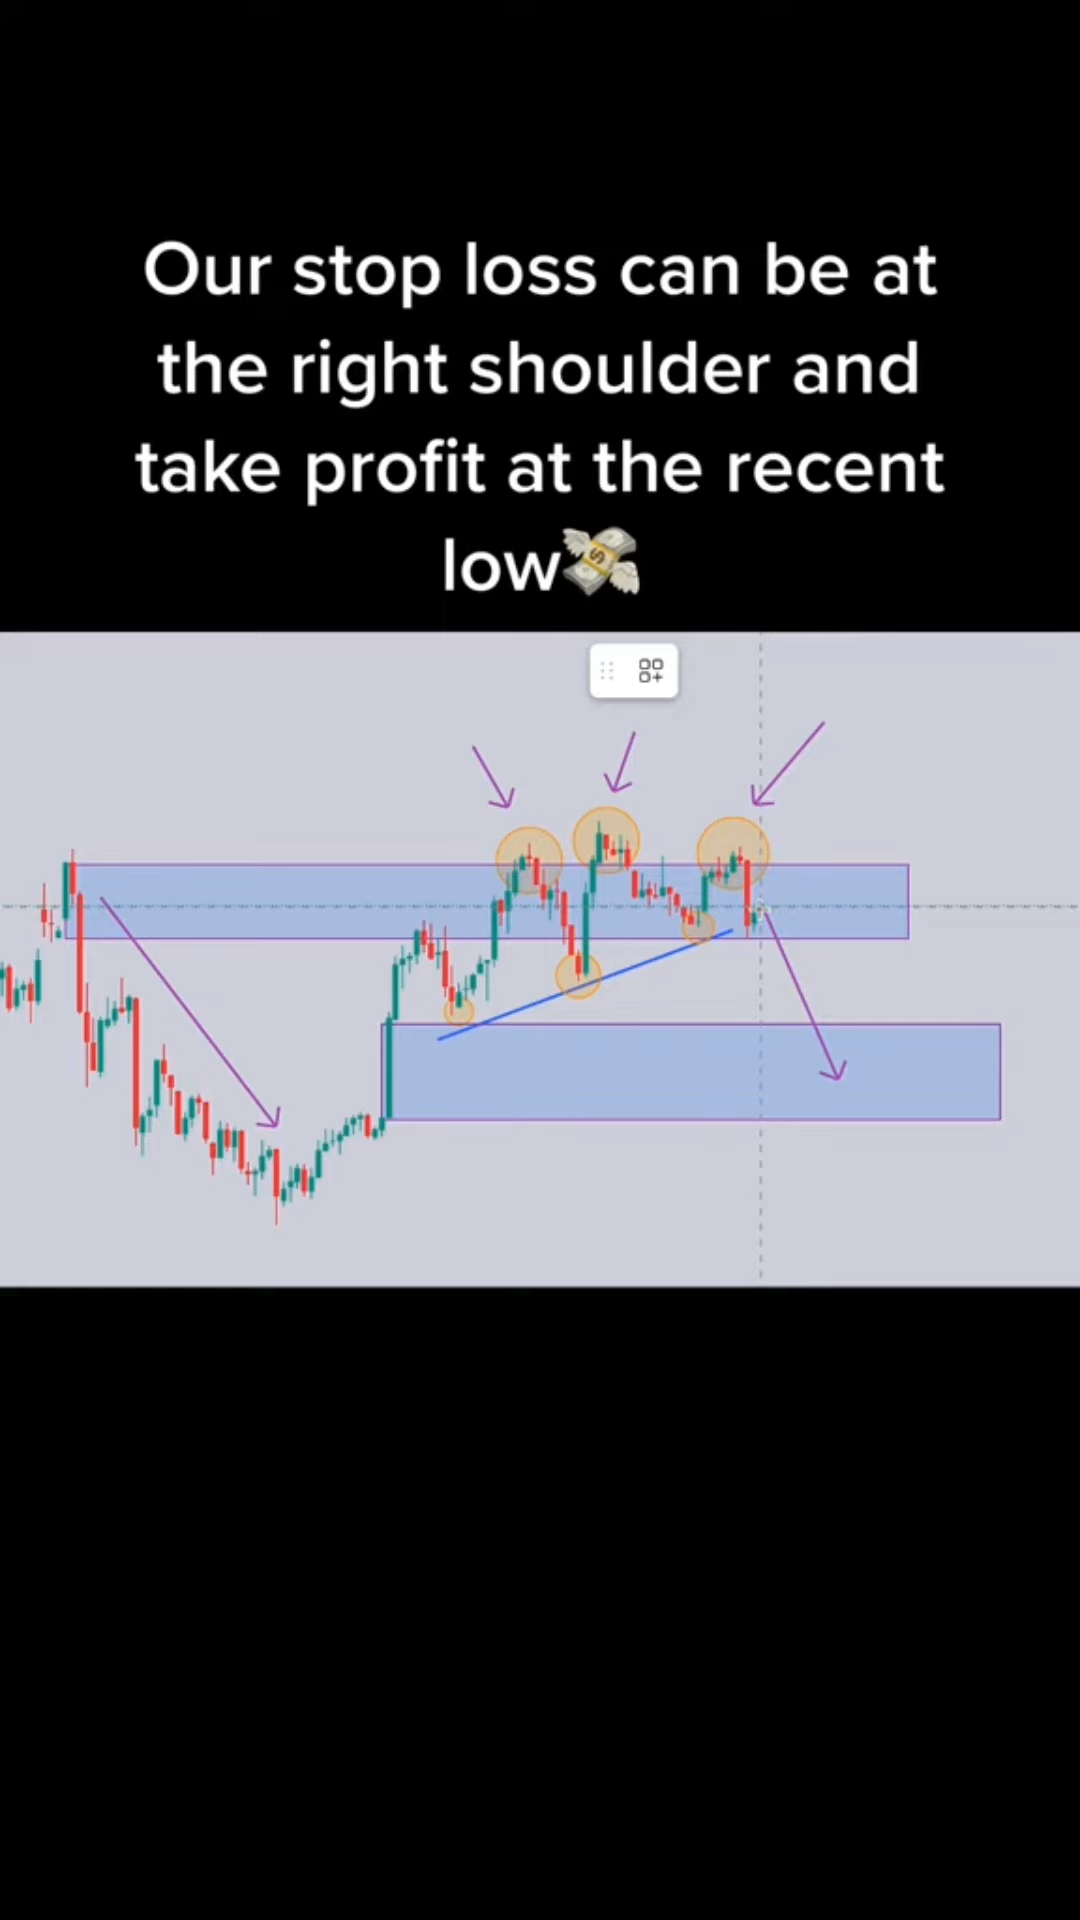 Our stop loss can be at
the right shoulder and
take profit at the recent
low💸